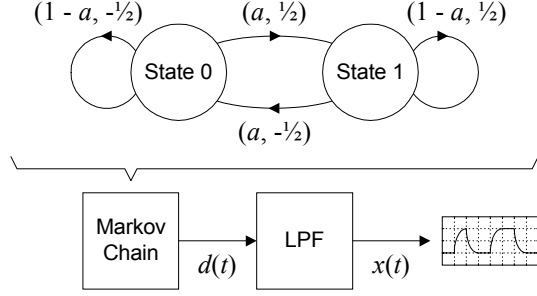 (1 - a, -½) (a, ½) (1 - a, ½)
State 0 State 1
(a, -½)
Markov
Chain
d(t)
LPF
x(t)